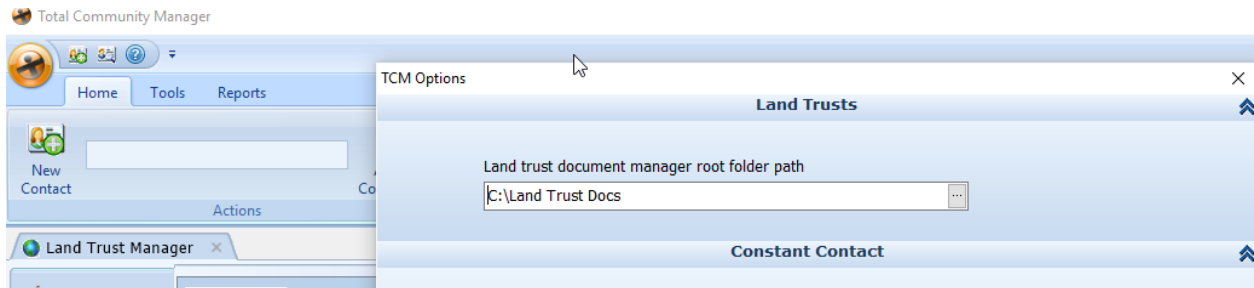 Total Community Manager
TCM Options
Home Tools Reports
Land Trusts
New
Contact
Co
Actions
Land trust document manager root folder path
C:\Land Trust Docs
...
Land Trust Manager
Constant Contact